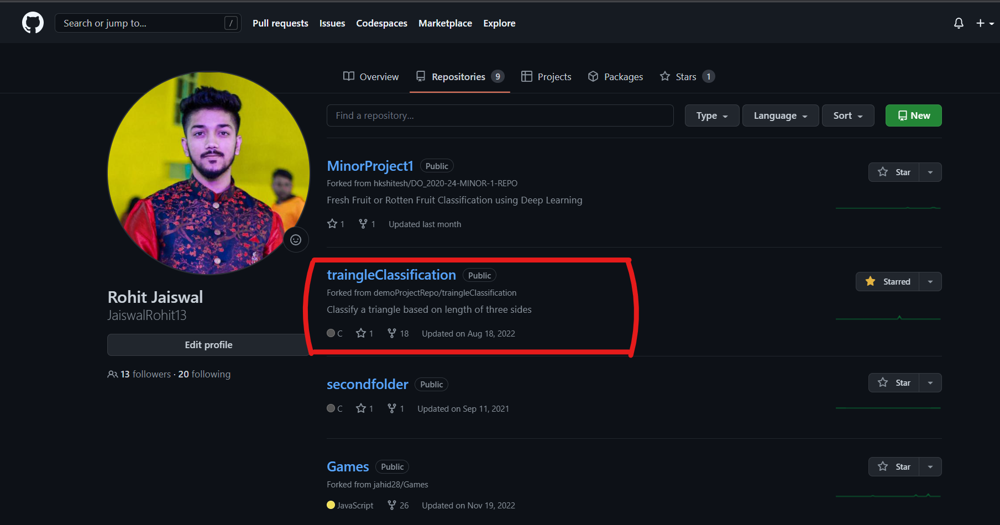 Search or jump to... /
Pull requests Issues Codespaces Marketplace Explore
Overview Repositories 9 Projects Packages Stars 1
Find a repository... Type Language Sort New
MinorProject1 Public
Star
Forked from hkshitesh/DO_2020-24-MINOR-1-REPO
Fresh Fruit or Rotten Fruit Classification using Deep Learning
1 1 Updated last month
traingleClassification Public
Starred
Forked from demoProjectRepo/traingleClassification
Classify a triangle based on length of three sides
C 1 18 Updated on Aug 18, 2022
Rohit Jaiswal
JaiswalRohit13
Edit profile
13 followers · 20 following
secondfolder Public
Star
C 1 1 Updated on Sep 11, 2021
Games Public
Star
Forked from jahid28/Games
JavaScript 26 Updated on Nov 19, 2022